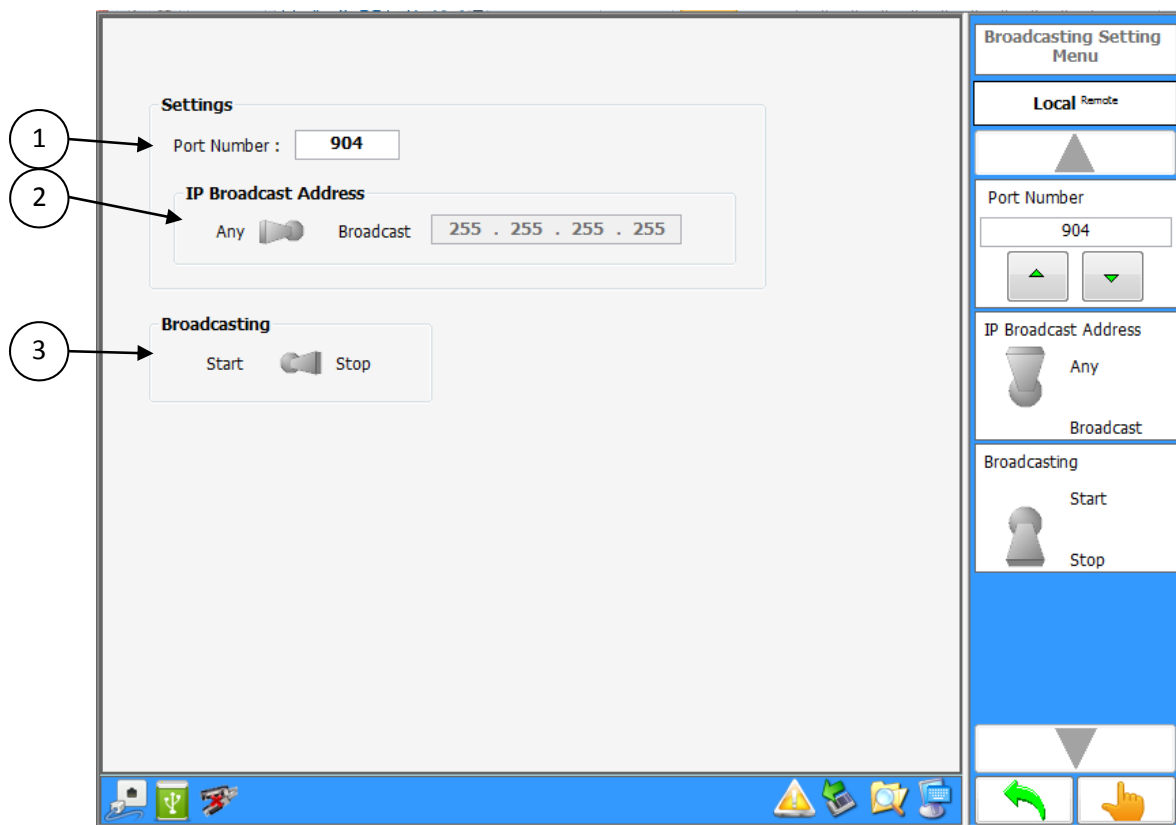 Settings
1
Port Number : 904
2
IP Broadcast Address
Any Broadcast 255 . 255 . 255 . 255
Broadcasting
3
Start Stop
Broadcasting Setting
Menu
Local Remote
Port Number
904
IP Broadcast Address
Any
Broadcast
Broadcasting
Start
Stop